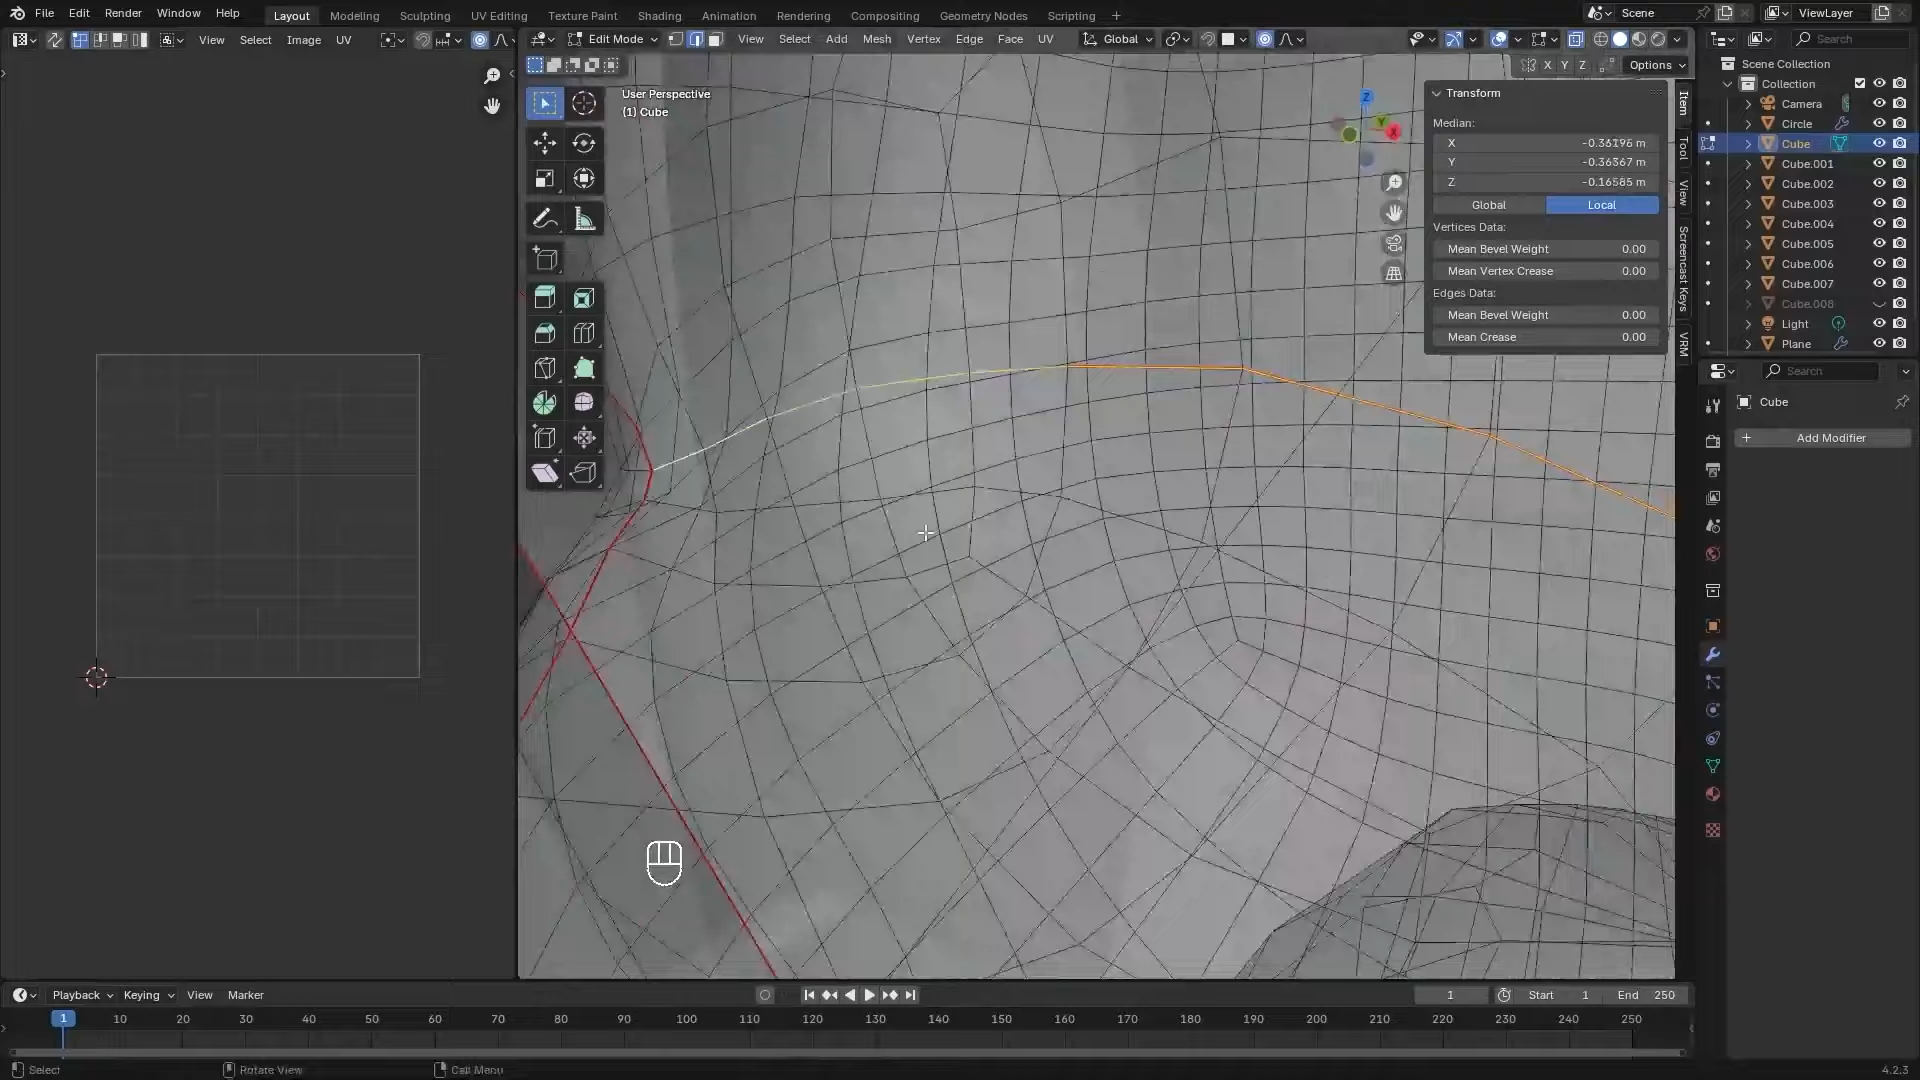 File Edit Render Window Help Layout Modeling Sculpting UV Editing Texture Paint Shading Animation Rendering Compositing Geometry Nodes Scripting + Scene ViewLayer
View Select Image UV Edit Mode View Select Add Mesh Vertex Edge Face UV Global Search
X Y Z Options
User Perspective
(1) Cube
Transform
Median:
X -0.36196 m
Y -0.36367 m
Z -0.16585 m
Global Local
Vertices Data:
Mean Bevel Weight 0.00
Mean Vertex Crease 0.00
Edges Data:
Mean Bevel Weight 0.00
Mean Crease 0.00
Z
Y
X
Item
Tool
View
Screencast Keys
VRM
Scene Collection
Collection
Camera
Circle
Cube
Cube.001
Cube.002
Cube.003
Cube.004
Cube.005
Cube.006
Cube.007
Cube.008
Light
Plane
Search
Cube
+ Add Modifier
Playback Keying View Marker 1 Start 1 End 250
1 10 20 30 40 50 60 70 80 90 100 110 120 130 140 150 160 170 180 190 200 210 220 230 240 250
Select Rotate View Call Menu 4.2.3